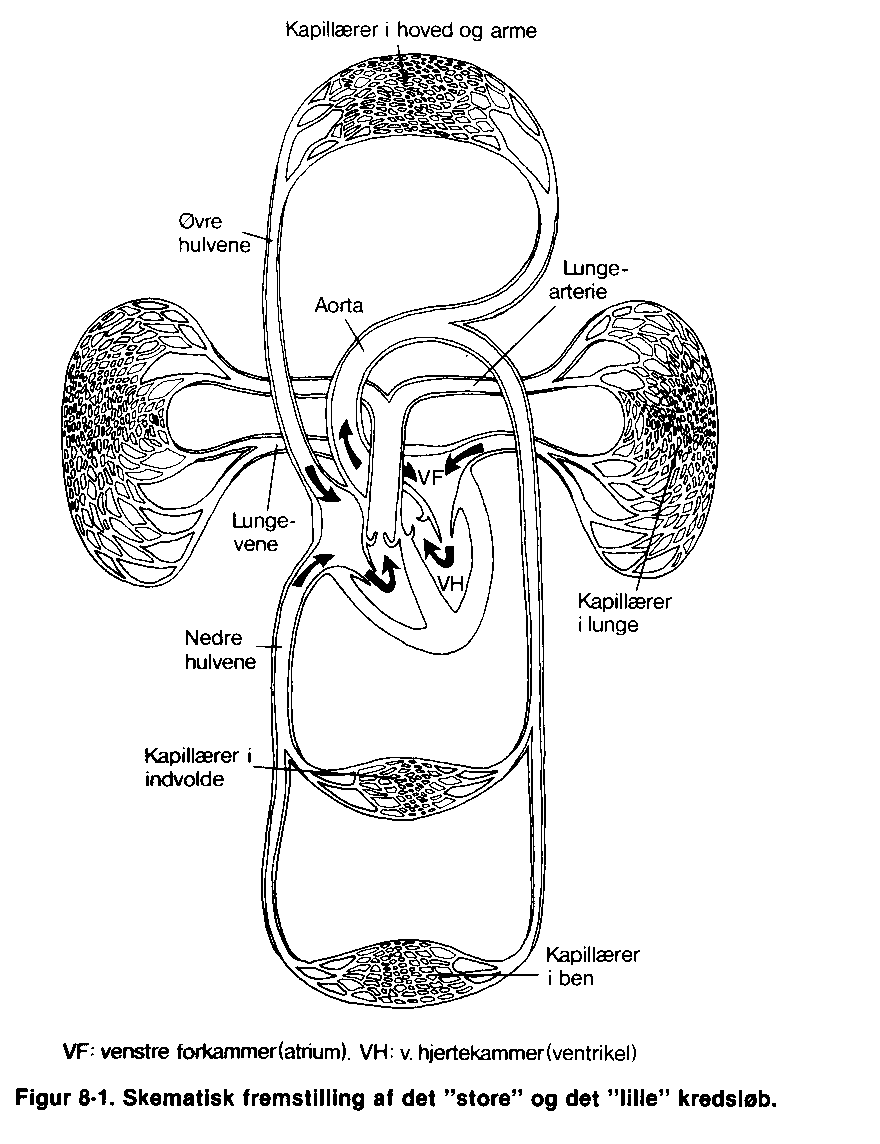 Kapillærer i hoved og arme
Øvre
hulvene
Lunge-
arterie
Aorta
VF
Lunge-
vene
VH
Kapillærer
i lunge
Nedre
hulvene
Kapillærer i
indvolde
Kapillærer
i ben
VF: venstre forkammer(atrium). VH: v. hjertekammer(ventrikel)
Figur 8-1. Skematisk fremstilling af det "store" og det "lille" kredsløb.